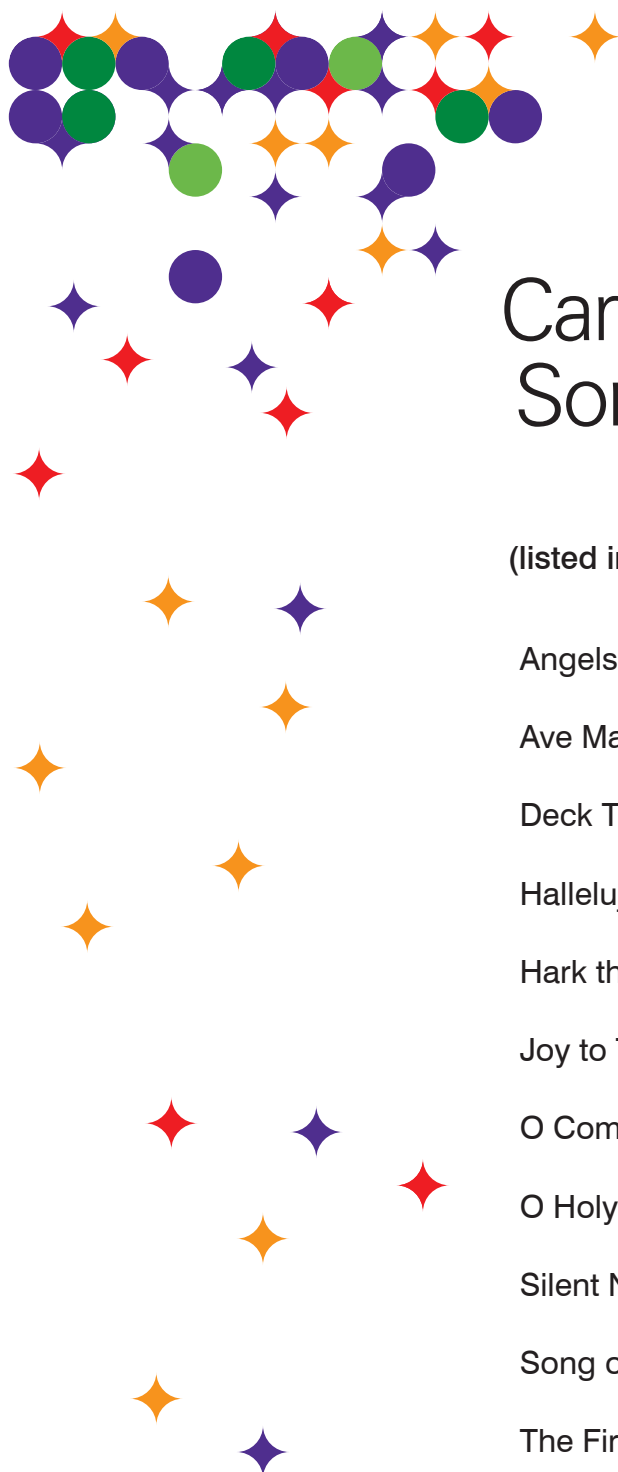 Car
Sor
(listed i
Angels
Ave Ma
Deck T
Hallelu
Hark th
Joy to
O Com
O Holy
Silent
Song
The Fir